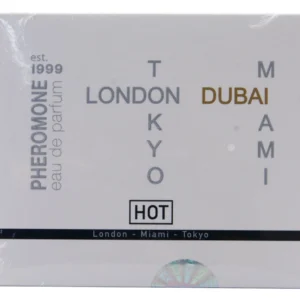 est.
1999
PHEROMONE
eau de parfum
LONDON
TOKYO
DUBAI
MIAMI
HOT
London - Miami - Tokyo